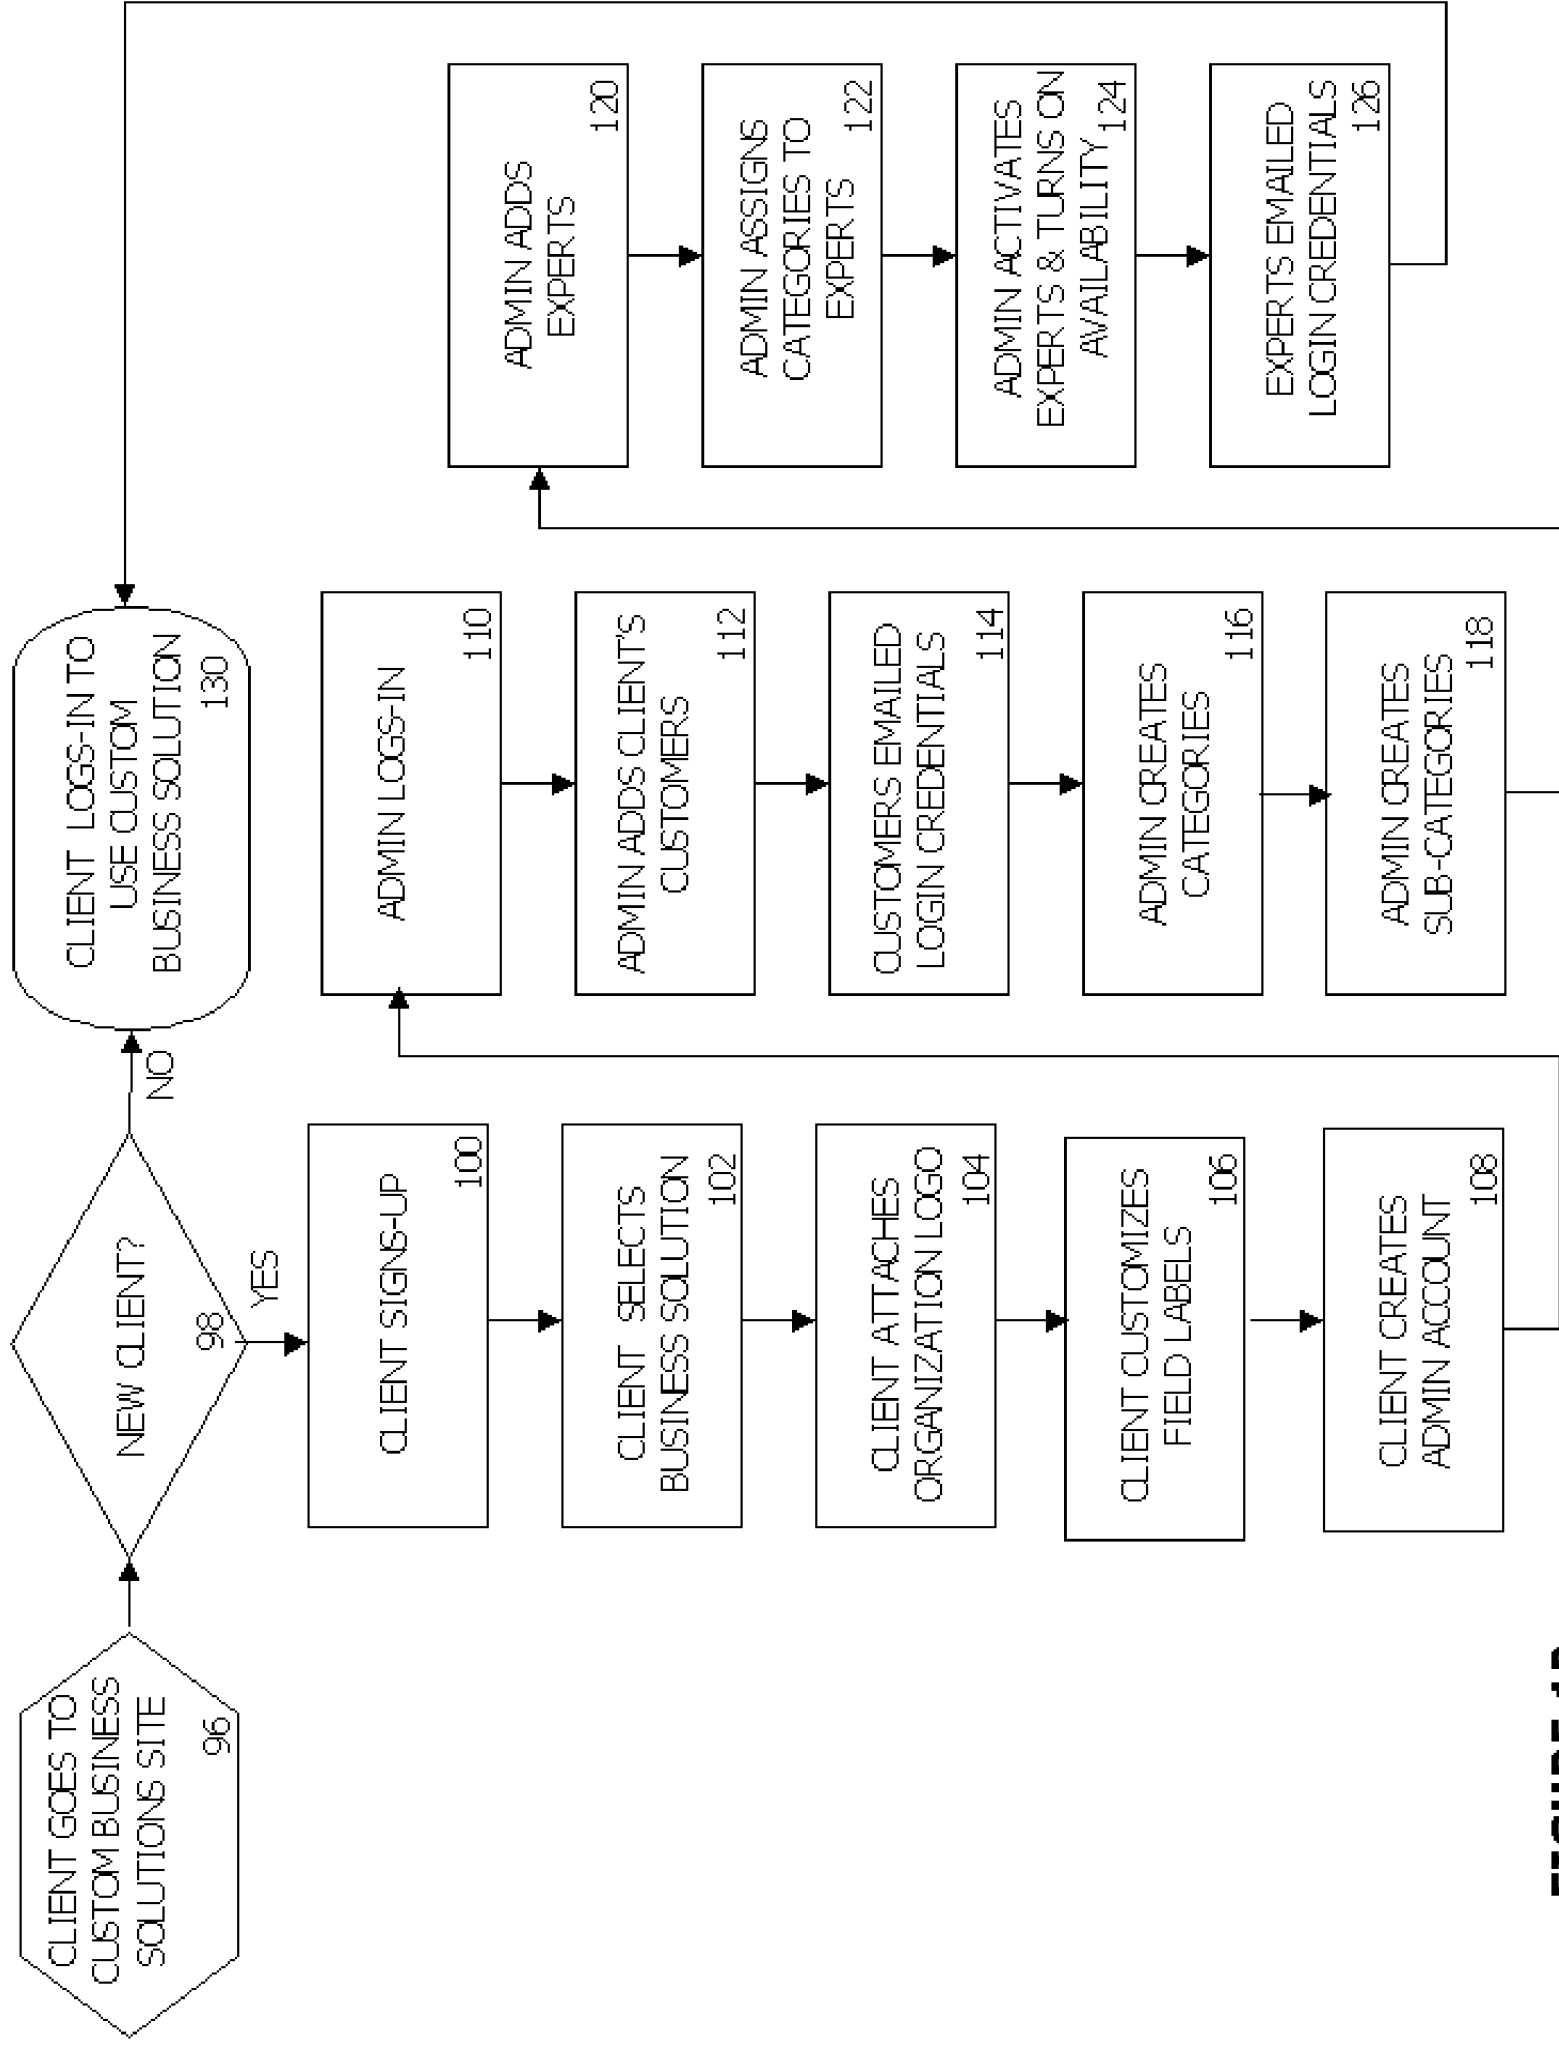 CLIENT GOES TO
CUSTOM BUSINESS
SOLUTIONS SITE
96
NEW CLIENT?
98
NO
YES
CLIENT LOGS-IN TO
USE CUSTOM
BUSINESS SOLUTION
130
CLIENT SIGNS-UP
100
CLIENT SELECTS
BUSINESS SOLUTION
102
CLIENT ATTACHES
ORGANIZATION LOGO
104
CLIENT CUSTOMIZES
FIELD LABELS
106
CLIENT CREATES
ADMIN ACCOUNT
108
ADMIN LOGS-IN
110
ADMIN ADDS CLIENT'S
CUSTOMERS
112
CUSTOMERS EMAILED
LOGIN CREDENTIALS
114
ADMIN CREATES
CATEGORIES
116
ADMIN CREATES
SUB-CATEGORIES
118
ADMIN ADDS
EXPERTS
120
ADMIN ASSIGNS
CATEGORIES TO
EXPERTS
122
ADMIN ACTIVATES
EXPERTS & TURNS ON
AVAILABILITY
124
EXPERTS EMAILED
LOGIN CREDENTIALS
126